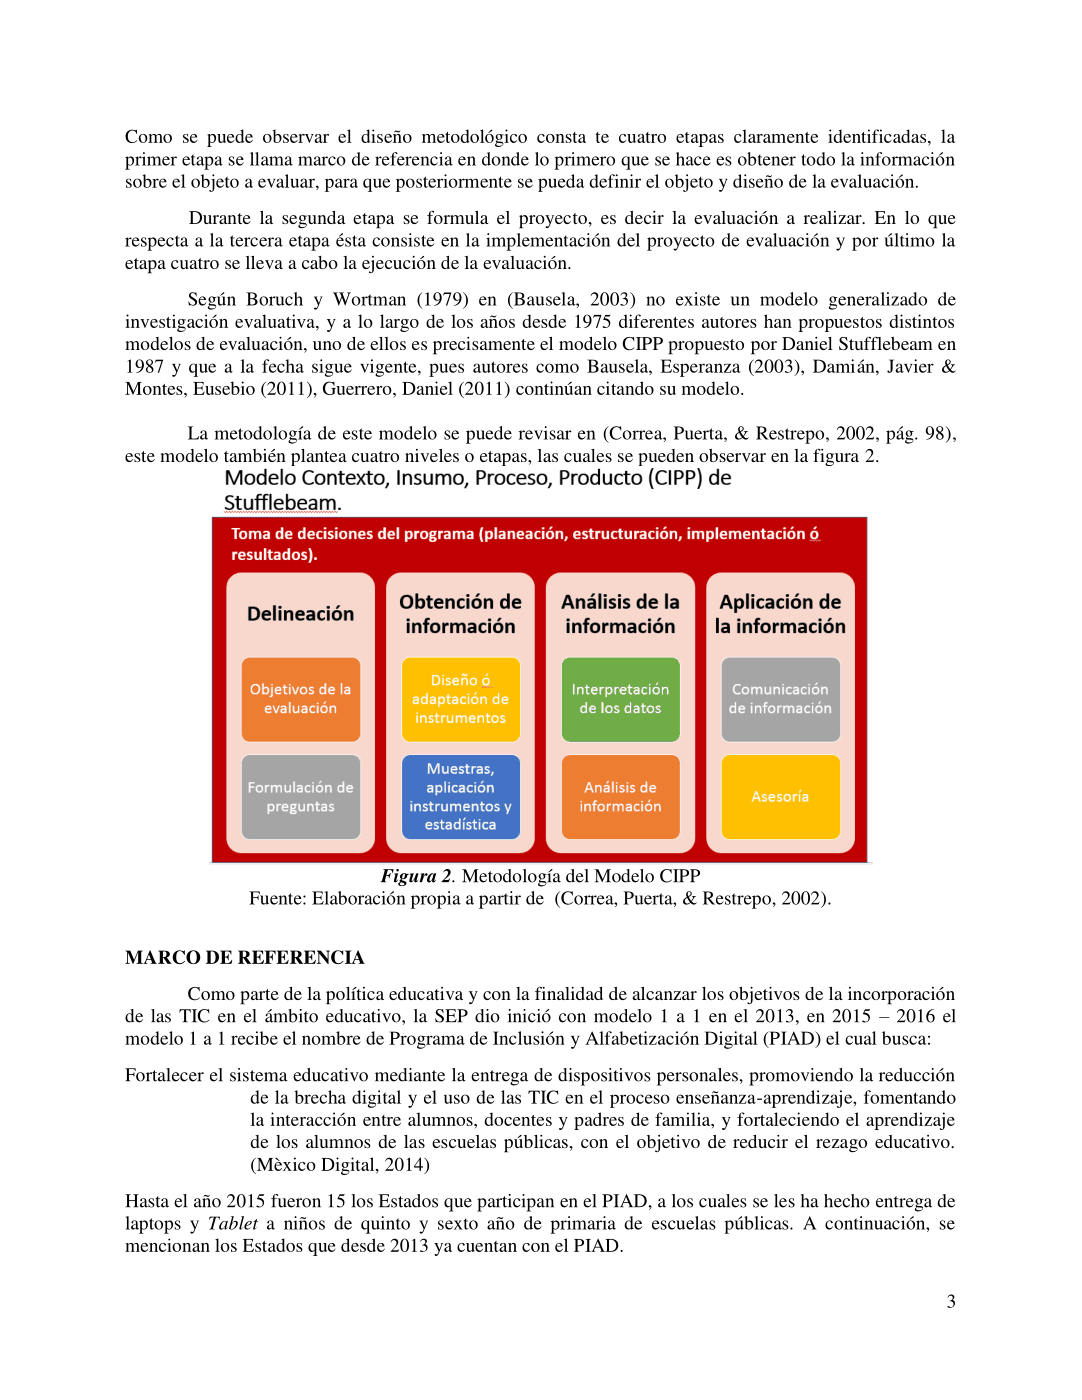 Como se puede observar el diseño metodológico consta te cuatro etapas claramente identificadas, la
primer etapa se llama marco de referencia en donde lo primero que se hace es obtener todo la información
sobre el objeto a evaluar, para que posteriormente se pueda definir el objeto y diseño de la evaluación.
Durante la segunda etapa se formula el proyecto, es decir la evaluación a realizar. En lo que
respecta a la tercera etapa ésta consiste en la implementación del proyecto de evaluación y por último la
etapa cuatro se lleva a cabo la ejecución de la evaluación.
Según Boruch y Wortman (1979) en (Bausela, 2003) no existe un modelo generalizado de
investigación evaluativa, y a lo largo de los años desde 1975 diferentes autores han propuestos distintos
modelos de evaluación, uno de ellos es precisamente el modelo CIPP propuesto por Daniel Stufflebeam en
1987 y que a la fecha sigue vigente, pues autores como Bausela, Esperanza (2003), Damián, Javier &
Montes, Eusebio (2011), Guerrero, Daniel (2011) continúan citando su modelo.
La metodología de este modelo se puede revisar en (Correa, Puerta, & Restrepo, 2002, pág. 98),
este modelo también plantea cuatro niveles o etapas, las cuales se pueden observar en la figura 2.
Modelo Contexto, Insumo, Proceso, Producto (CIPP) de
Stufflebeam.
Toma de decisiones del programa (planeación, estructuración, implementación ó
resultados).
Delineación
Objetivos de la
evaluación
Formulación de
preguntas
Obtención de
información
Diseño ó
adaptación de
instrumentos
Muestras,
aplicación
instrumentos y
estadística
Análisis de la
información
Interpretación
de los datos
Análisis de
información
Aplicación de
la información
Comunicación
de información
Asesoría
Figura 2. Metodología del Modelo CIPP
Fuente: Elaboración propia a partir de (Correa, Puerta, & Restrepo, 2002).
MARCO DE REFERENCIA
Como parte de la política educativa y con la finalidad de alcanzar los objetivos de la incorporación
de las TIC en el ámbito educativo, la SEP dio inició con modelo 1 a 1 en el 2013, en 2015 – 2016 el
modelo 1 a 1 recibe el nombre de Programa de Inclusión y Alfabetización Digital (PIAD) el cual busca:
Fortalecer el sistema educativo mediante la entrega de dispositivos personales, promoviendo la reducción
de la brecha digital y el uso de las TIC en el proceso enseñanza-aprendizaje, fomentando
la interacción entre alumnos, docentes y padres de familia, y fortaleciendo el aprendizaje
de los alumnos de las escuelas públicas, con el objetivo de reducir el rezago educativo.
(Mèxico Digital, 2014)
Hasta el año 2015 fueron 15 los Estados que participan en el PIAD, a los cuales se les ha hecho entrega de
laptops y Tablet a niños de quinto y sexto año de primaria de escuelas públicas. A continuación, se
mencionan los Estados que desde 2013 ya cuentan con el PIAD.
3